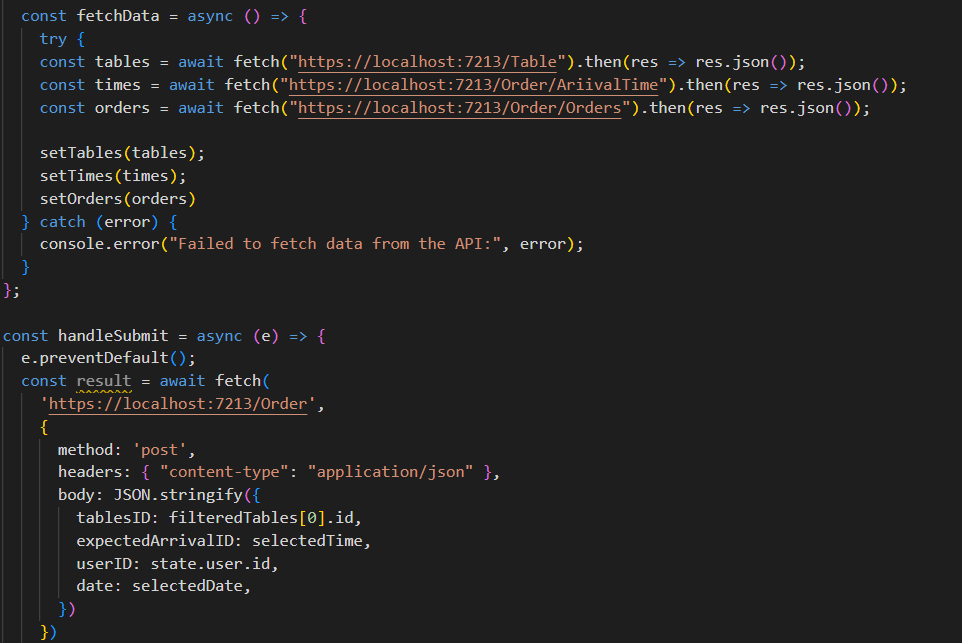 const fetchData = async () => {
try {
const tables = await fetch("https://localhost:7213/Table").then(res => res.json());
const times = await fetch("https://localhost:7213/Order/AriivalTime").then(res => res.json());
const orders = await fetch("https://localhost:7213/Order/Orders").then(res => res.json());

setTables(tables);
setTimes(times);
setOrders(orders)
} catch (error) {
console.error("Failed to fetch data from the API:", error);
}
};

const handleSubmit = async (e) => {
e.preventDefault();
const result = await fetch(
'https://localhost:7213/Order',
{
method: 'post',
headers: { "content-type": "application/json" },
body: JSON.stringify({
tablesID: filteredTables[0].id,
expectedArrivalID: selectedTime,
userID: state.user.id,
date: selectedDate,
})
})